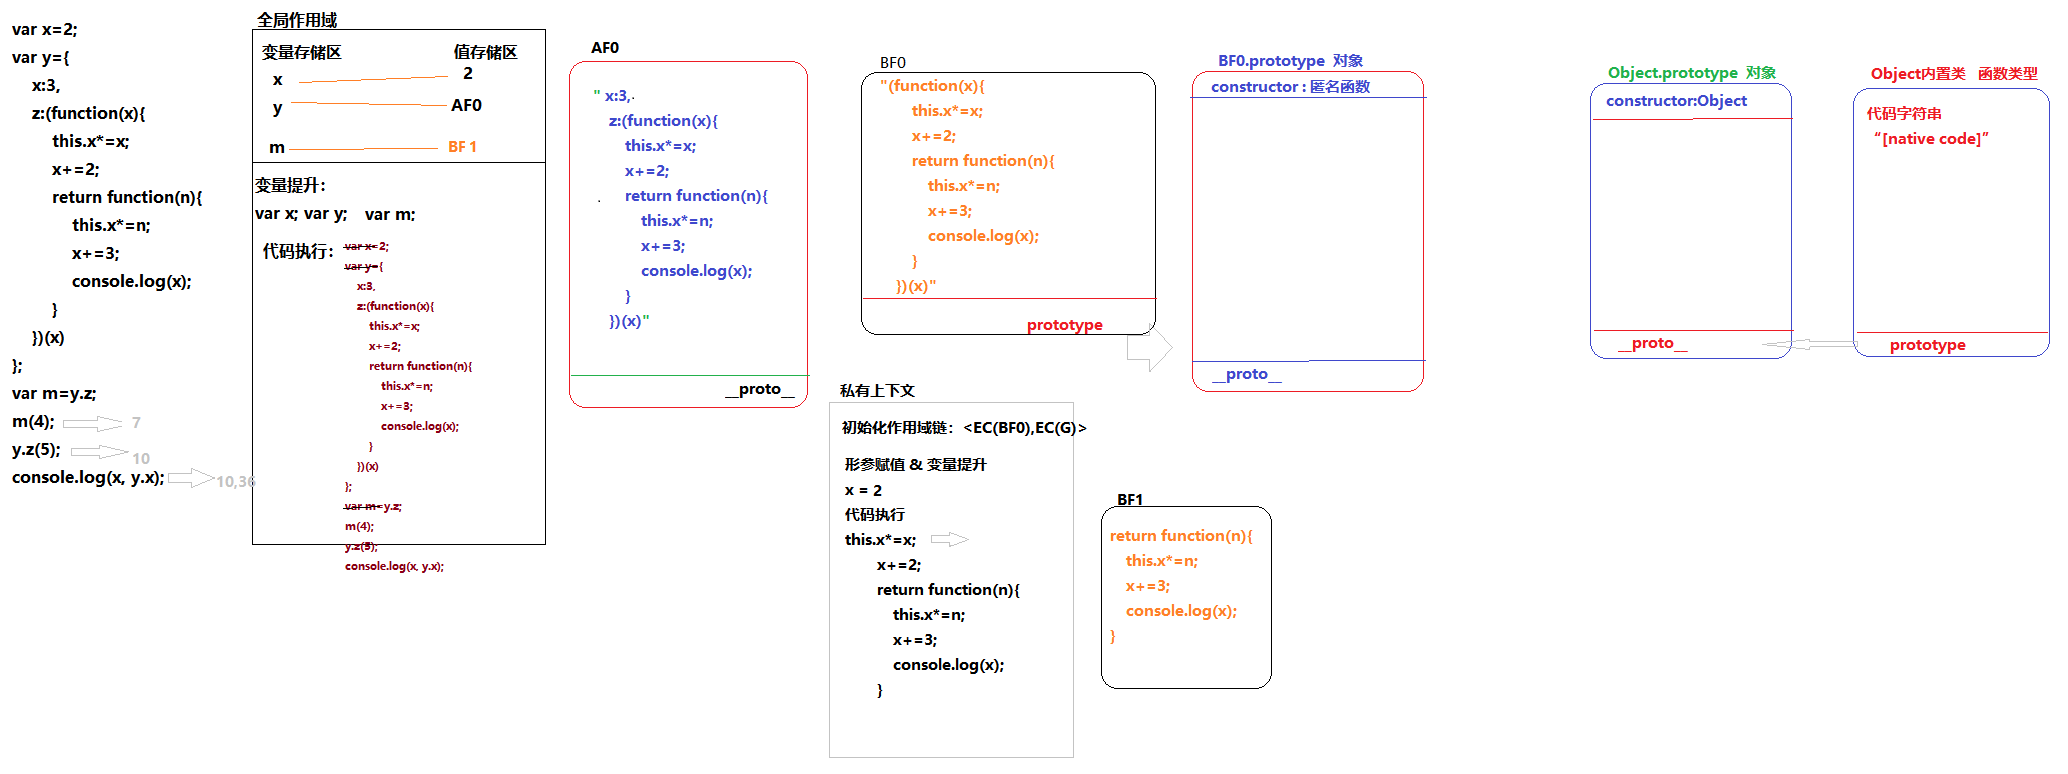 var x=2;
var y={
x:3,
z:(function(x){
this.x*=x;
x+=2;
return function(n){
this.x*=n;
x+=3;
console.log(x);
}
})(x)
};
var m=y.z;
m(4);
7
y.z(5);
10
console.log(x, y.x);
10,36
全局作用域
变量存储区 值存储区
x 2
y AF0
m BF 1
变量提升：
var x; var y; var m;
代码执行：
var x=2;
var y={
x:3,
z:(function(x){
this.x*=x;
x+=2;
return function(n){
this.x*=n;
x+=3;
console.log(x);
}
})(x)
};
var m=y.z;
m(4);
y.z(5);
console.log(x, y.x);
AF0
" x:3,
z:(function(x){
this.x*=x;
x+=2;
return function(n){
this.x*=n;
x+=3;
console.log(x);
}
})(x)"
__proto__
BF0
"(function(x){
this.x*=x;
x+=2;
return function(n){
this.x*=n;
x+=3;
console.log(x);
}
})(x)"
prototype
BF0.prototype 对象
constructor : 匿名函数
__proto__
私有上下文
初始化作用域链：<EC(BF0),EC(G)>
形参赋值 & 变量提升
x = 2
代码执行
this.x*=x;
x+=2;
return function(n){
this.x*=n;
x+=3;
console.log(x);
}
BF1
return function(n){
this.x*=n;
x+=3;
console.log(x);
}
Object.prototype 对象
constructor:Object
__proto__
Object内置类 函数类型
代码字符串
“[native code]”
prototype